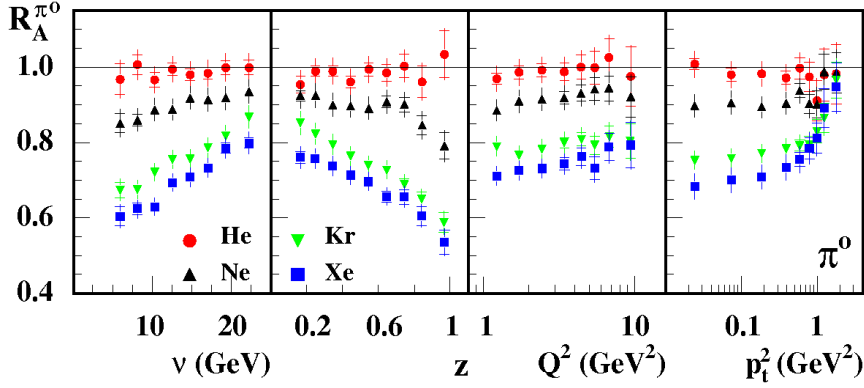 R_A^π⁰
1.0
0.8
0.6
0.4
He
Ne
Kr
Xe
π⁰
10 20
0.2 0.6 1
1 10
0.1 1
ν (GeV)
z
Q² (GeV²)
p_t² (GeV²)